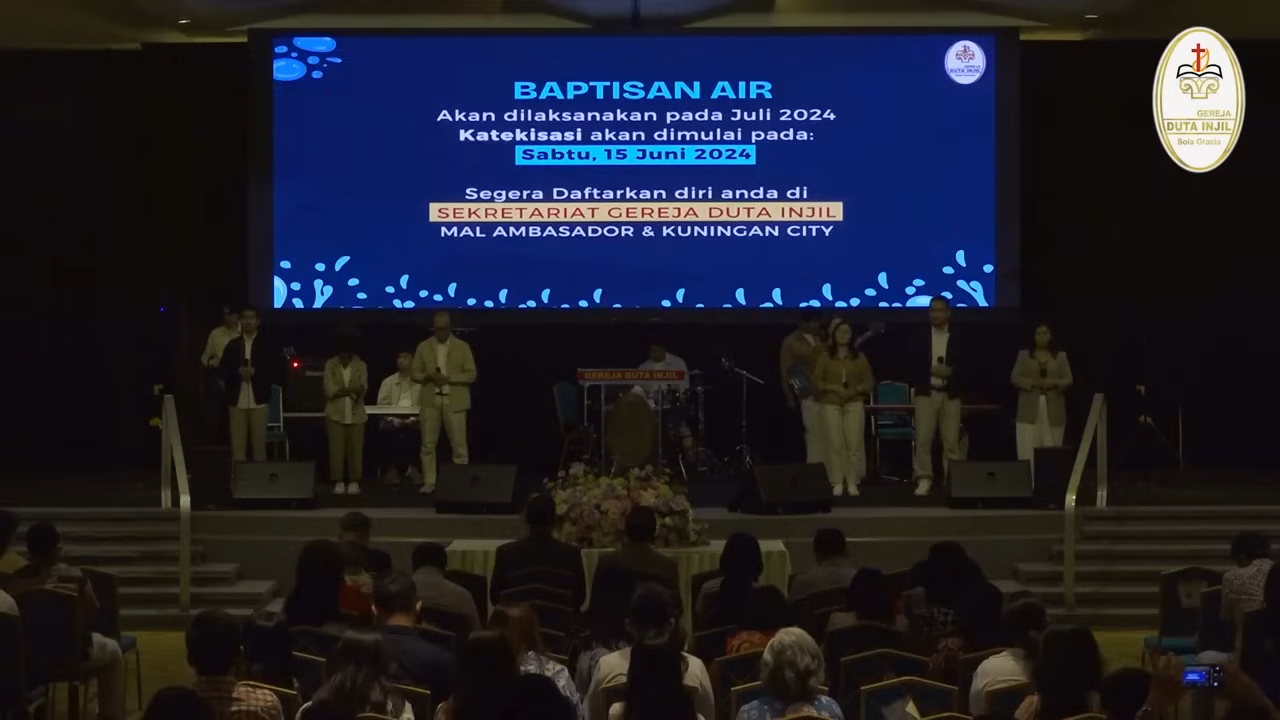 BAPTISAN AIR
Akan dilaksanakan pada Juli 2024
Katekisasi akan dimulai pada:
Sabtu, 15 Juni 2024
Segera Daftarkan diri anda di
SEKRETARIAT GEREJA DUTA INJIL
MAL AMBASADOR & KUNINGAN CITY
GEREJA DUTA INJIL
GEREJA
DUTA INJIL
Sola Gracia